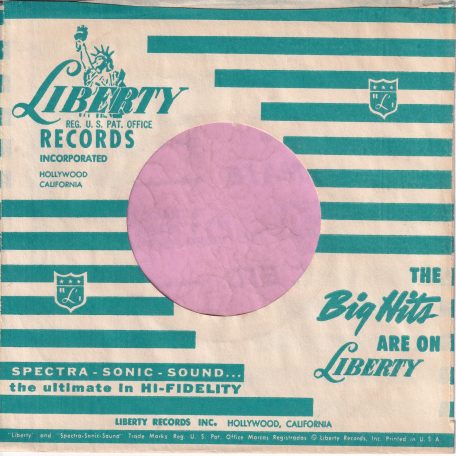 LIBERTY
REG. U. S. PAT. OFFICE
RECORDS
INCORPORATED
HOLLYWOOD
CALIFORNIA
"L"
"L"
THE
Big Hits
ARE ON
LIBERTY
SPECTRA-SONIC-SOUND...
the ultimate in HI-FIDELITY
LIBERTY RECORDS INC. HOLLYWOOD, CALIFORNIA
"Liberty" and "Spectra-Sonic-Sound" Trade Marks Reg. U. S. Pat. Office Marcas Registradas © Liberty Records, Inc. Printed in U. S. A.